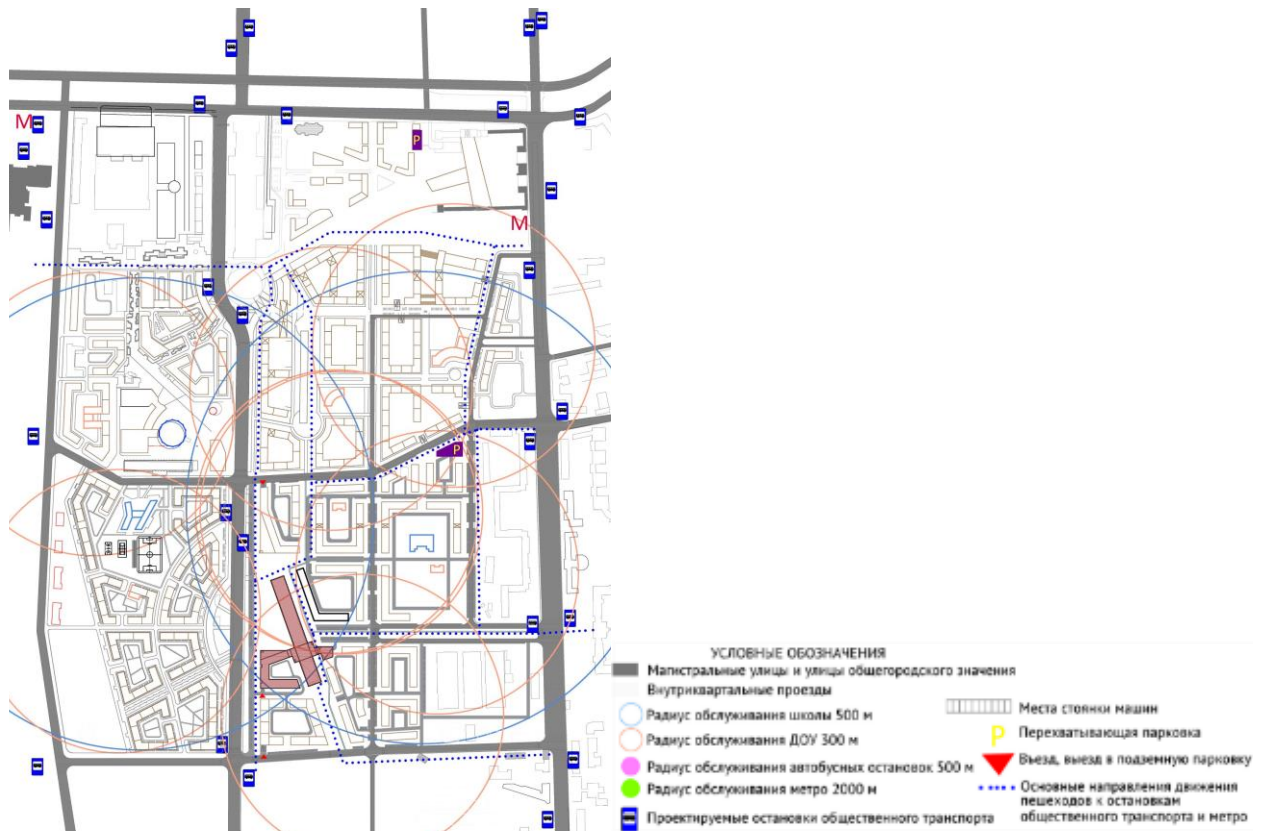 M
P
M
P
УСЛОВНЫЕ ОБОЗНАЧЕНИЯ
Магистральные улицы и улицы общегородского значения
Внутриквартальные проезды
Радиус обслуживания школы 500 м
Радиус обслуживания ДОУ 300 м
Радиус обслуживания автобусных остановок 500 м
Радиус обслуживания метро 2000 м
Проектируемые остановки общественного транспорта
Места стоянки машин
P Перехватывающая парковка
Въезд, выезд в подземную парковку
Основные направления движения
пешеходов к остановкам
общественного транспорта и метро